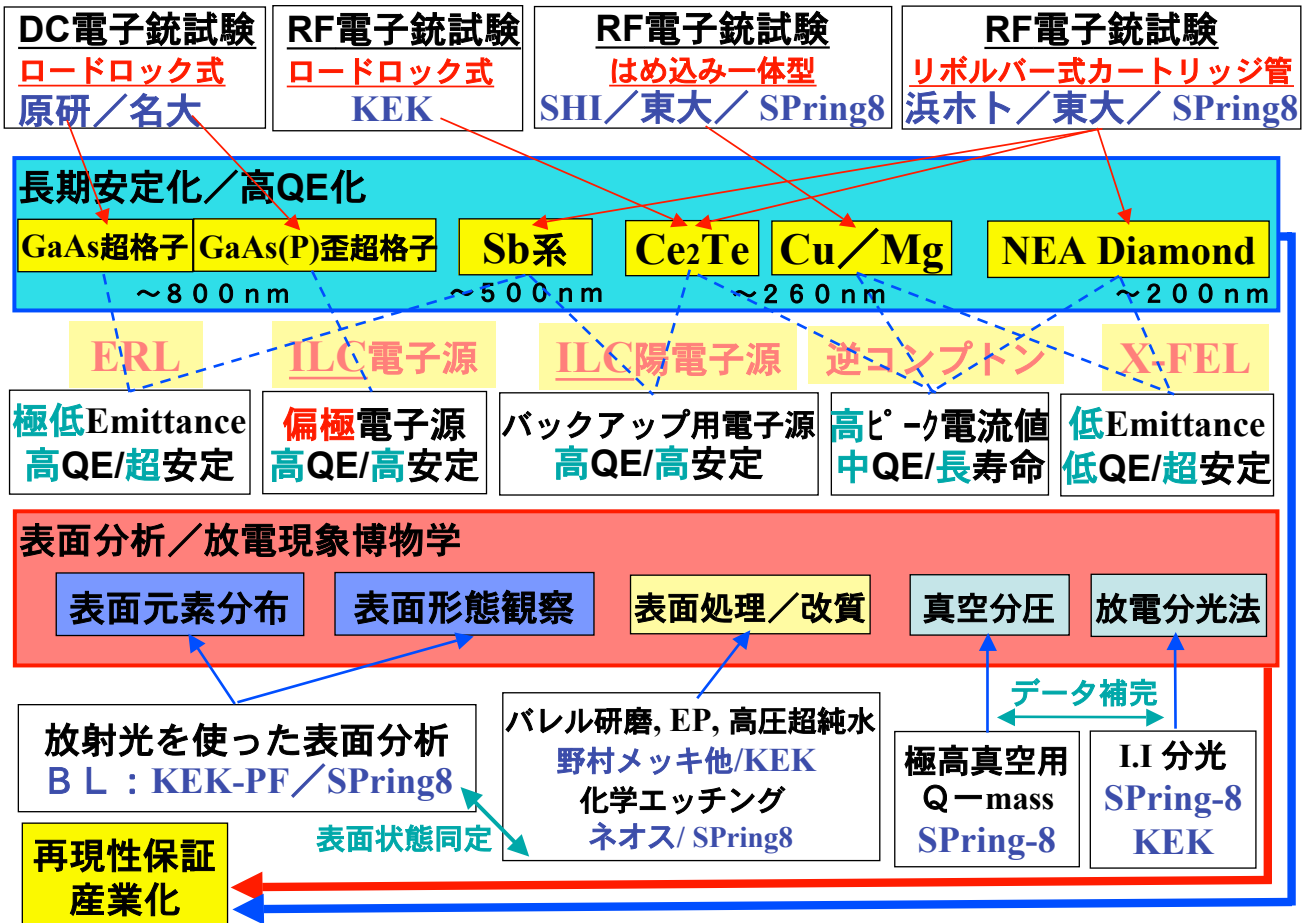 DC電子銃試験
ロードロック式
原研／名大
RF電子銃試験
ロードロック式
KEK
RF電子銃試験
はめ込み一体型
SHI／東大／ SPring8
RF電子銃試験
リボルバー式カートリッジ管
浜ホト／東大／ SPring8
長期安定化／高QE化
GaAs超格子
GaAs(P)歪超格子
Sb系
Ce2Te
Cu／Mg
NEA Diamond
～800nm
～500nm
～260nm
～200nm
ERL
ILC電子源
ILC陽電子源
逆コンプトン
X-FEL
極低Emittance
高QE/超安定
偏極電子源
高QE/高安定
バックアップ用電子源
高QE/高安定
高ﾋﾟｰｸ電流値
中QE/長寿命
低Emittance
低QE/超安定
表面分析／放電現象博物学
表面元素分布
表面形態観察
表面処理／改質
真空分圧
放電分光法
データ補完
放射光を使った表面分析
ＢＬ：KEK-PF／SPring8
バレル研磨, EP, 高圧超純水
野村メッキ他/KEK
化学エッチング
ネオス/ SPring8
極高真空用
Ｑーmass
SPring-8
I.I 分光
SPring-8
KEK
表面状態同定
再現性保証
産業化